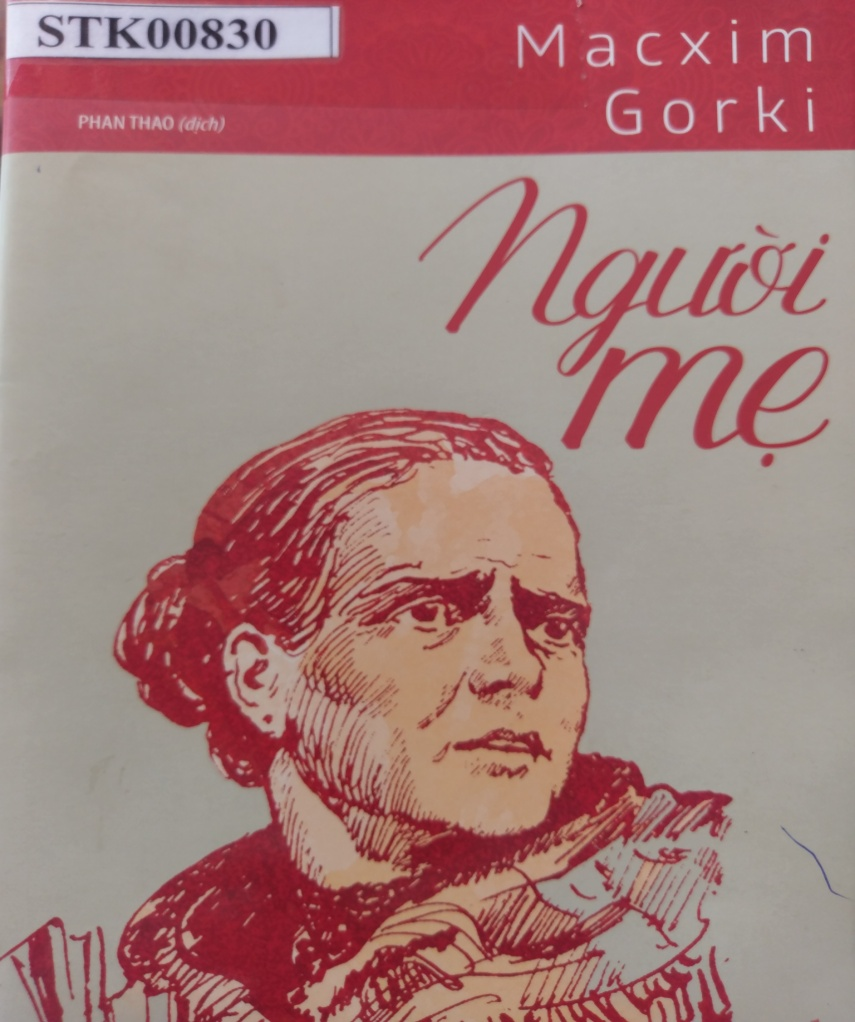 STK00830
Macxim
Gorki
PHAN THAO (dịch)
Người
mẹ